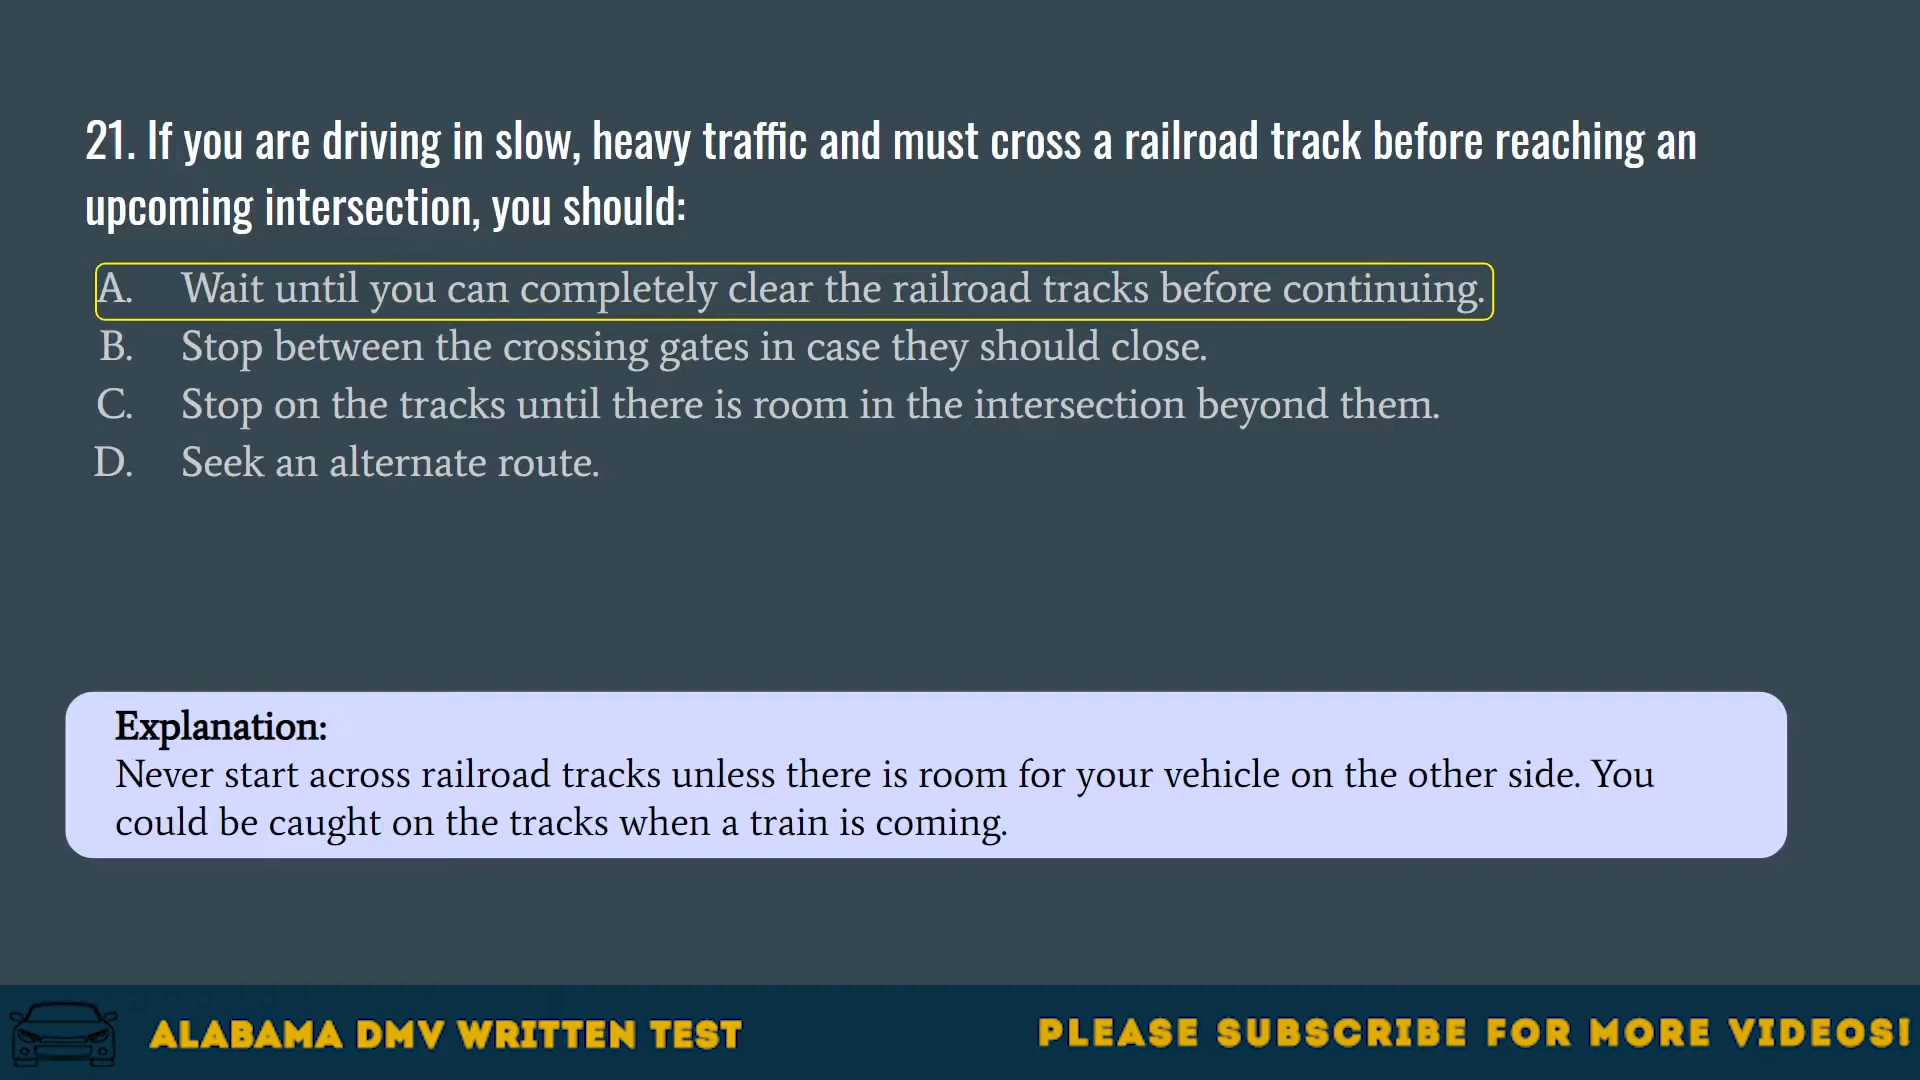 21. If you are driving in slow, heavy traffic and must cross a railroad track before reaching an
upcoming intersection, you should:
A. Wait until you can completely clear the railroad tracks before continuing.
B. Stop between the crossing gates in case they should close.
C. Stop on the tracks until there is room in the intersection beyond them.
D. Seek an alternate route.
Explanation:
Never start across railroad tracks unless there is room for your vehicle on the other side. You
could be caught on the tracks when a train is coming.
ALABAMA DMV WRITTEN TEST
PLEASE SUBSCRIBE FOR MORE VIDEOS!